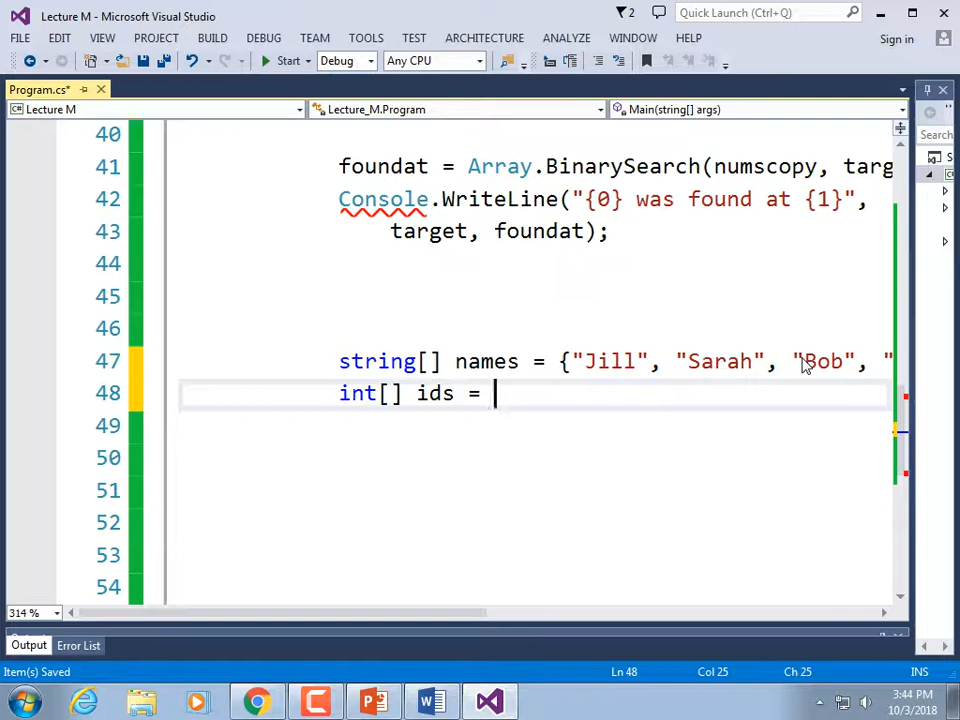 Lecture M - Microsoft Visual Studio
2
Quick Launch (Ctrl+Q)
FILE EDIT VIEW PROJECT BUILD DEBUG TEAM TOOLS TEST ARCHITECTURE ANALYZE WINDOW HELP
Sign in
Start Debug Any CPU
Program.cs*
Lecture M Lecture_M.Program Main(string[] args)
Search
40
41 foundat = Array.BinarySearch(numscopy, targ
42 Console.WriteLine("{0} was found at {1}",
43 target, foundat);
44
45
46
47 string[] names = {"Jill", "Sarah", "Bob", "
48 int[] ids =
49
50
51
52
53
54
314 %
Output Error List
Item(s) Saved Ln 48 Col 25 Ch 25 INS
3:44 PM
10/3/2018